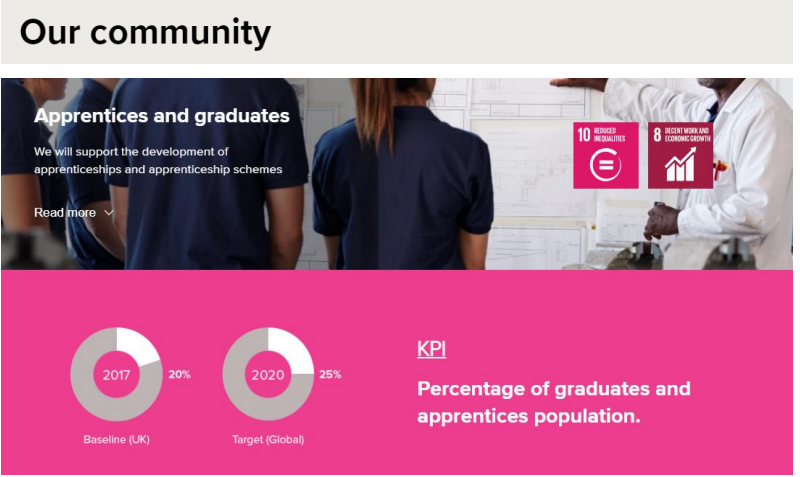 Our community
Apprentices and graduates
We will support the development of
apprenticeships and apprenticeship schemes
Read more
10 REDUCED
INEQUALITIES
8 DECENT WORK AND
ECONOMIC GROWTH
2017
20%
Baseline (UK)
2020
25%
Target (Global)
KPI
Percentage of graduates and
apprentices population.